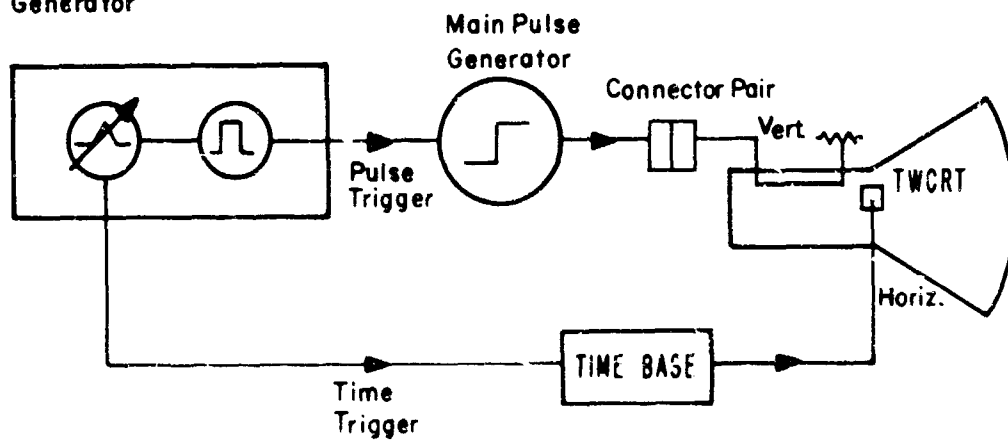 Generator
Main Pulse
Generator
Connector Pair
Vert.
TWCRT
Pulse
Trigger
Horiz.
TIME BASE
Time
Trigger